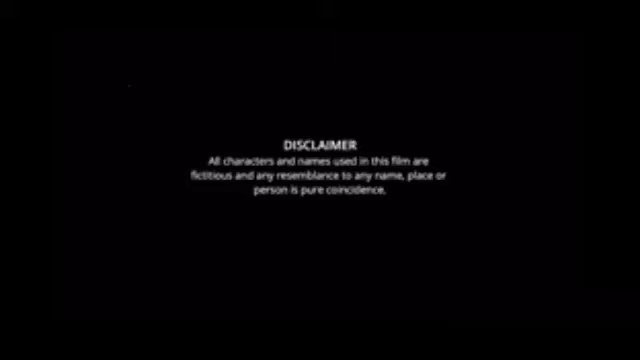 DISCLAIMER
All characters and names used in this film are
fictitious and any resemblance to any name, place or
person is pure coincidence.